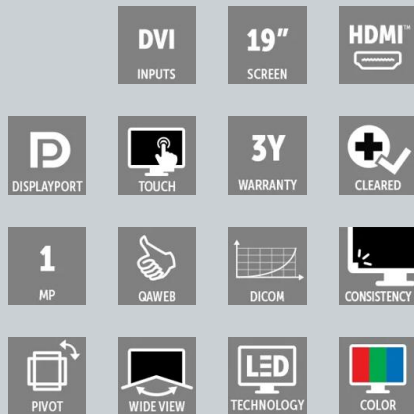 DVI
INPUTS
19"
SCREEN
HDMI™
DISPLAYPORT
TOUCH
3Y
WARRANTY
CLEARED
1
MP
QAWEB
DICOM
CONSISTENCY
PIVOT
WIDE VIEW
LED
TECHNOLOGY
COLOR